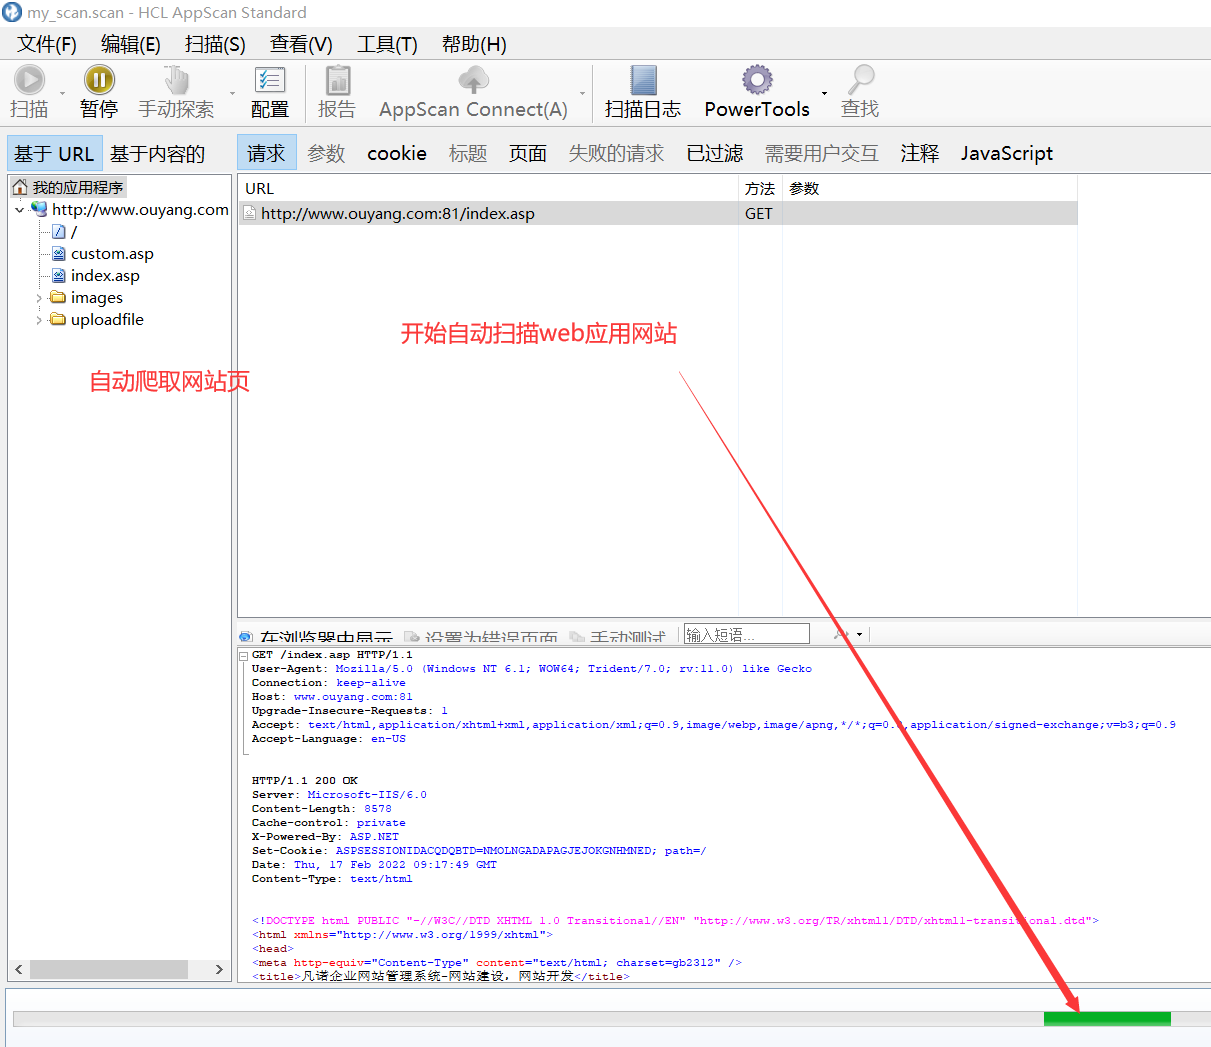 my_scan.scan - HCL AppScan Standard
文件(F) 编辑(E) 扫描(S) 查看(V) 工具(T) 帮助(H)
扫描 暂停 手动探索 配置 报告 AppScan Connect(A) 扫描日志 PowerTools 查找
基于 URL 基于内容的 请求 参数 cookie 标题 页面 失败的请求 已过滤 需要用户交互 注释 JavaScript
我的应用程序
http://www.ouyang.com
/
custom.asp
index.asp
images
uploadfile
自动爬取网站页
URL 方法 参数
http://www.ouyang.com:81/index.asp GET
开始自动扫描web应用网站
在浏览器中显示 设置为错误页面 手动测试 输入短语...
GET /index.asp HTTP/1.1
User-Agent: Mozilla/5.0 (Windows NT 6.1; WOW64; Trident/7.0; rv:11.0) like Gecko
Connection: keep-alive
Host: www.ouyang.com:81
Upgrade-Insecure-Requests: 1
Accept: text/html,application/xhtml+xml,application/xml;q=0.9,image/webp,image/apng,*/*;q=0. ,application/signed-exchange;v=b3;q=0.9
Accept-Language: en-US
HTTP/1.1 200 OK
Server: Microsoft-IIS/6.0
Content-Length: 8578
Cache-control: private
X-Powered-By: ASP.NET
Set-Cookie: ASPSESSIONIDACQDQBTD=NMOLNGADAPAGJEJOKGNHMNED; path=/
Date: Thu, 17 Feb 2022 09:17:49 GMT
Content-Type: text/html
<!DOCTYPE html PUBLIC "-//W3C//DTD XHTML 1.0 Transitional//EN" "http://www.w3.org/TR/xhtml1/DTD/xhtml1-transitional.dtd">
<html xmlns="http://www.w3.org/1999/xhtml">
<head>
<meta http-equiv="Content-Type" content="text/html; charset=gb2312" />
<title>凡诺企业网站管理系统-网站建设，网站开发</title>